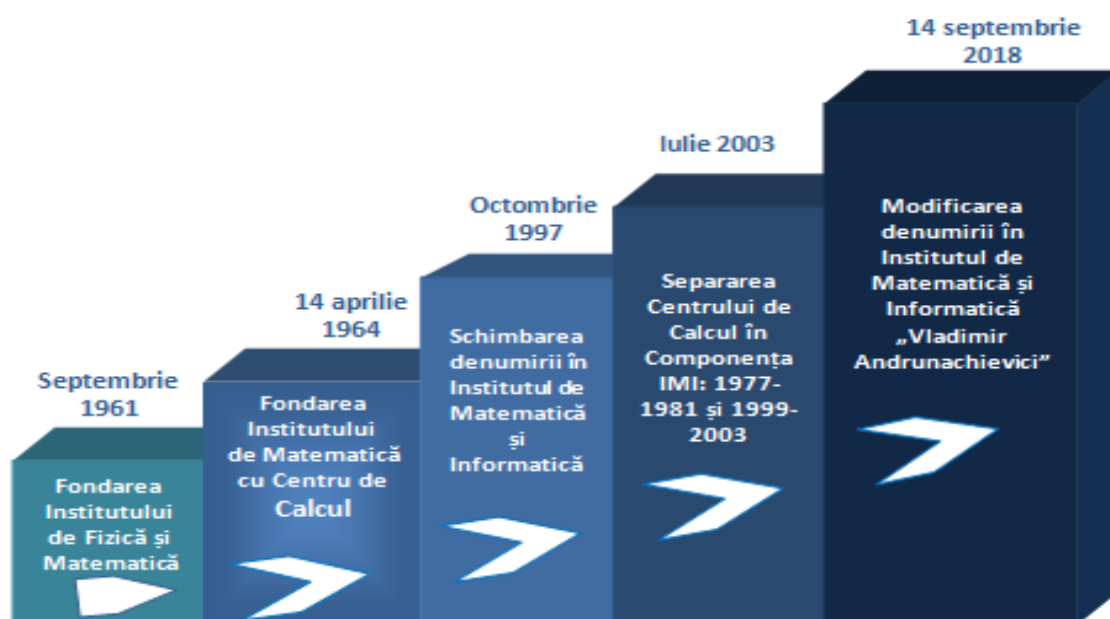 Septembrie
1961
Fondarea
Institutului
de Fizică și
Matematică
14 aprilie
1964
Fondarea
Institutului
de Matematică
cu Centru de
Calcul
Octombrie
1997
Schimbarea
denumirii în
Institutul de
Matematică
și
Informatică
Iulie 2003
Separarea
Centrului de
Calcul în
Componența
IMI: 1977-
1981 și 1999-
2003
14 septembrie
2018
Modificarea
denumirii în
Institutul de
Matematică și
Informatică
„Vladimir
Andrunachievici”